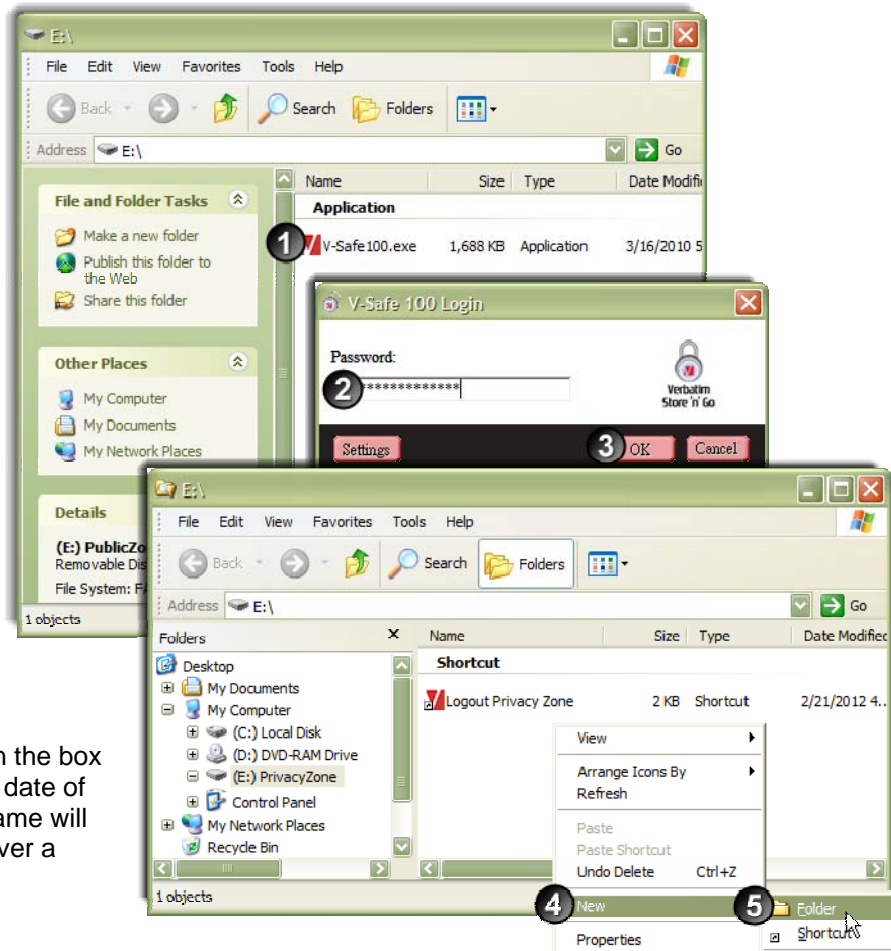 E:\
File Edit View Favorites Tools Help
Back Search Folders
Address E:\ Go
File and Folder Tasks
Make a new folder
Publish this folder to
the Web
Share this folder
Other Places
My Computer
My Documents
My Network Places
Details
(E:) PublicZo
Removable Dis
File System: FA
1 objects
Name Size Type Date Modifi
Application
1 V-Safe100.exe 1,688 KB Application 3/16/2010 5
V-Safe 100 Login
Password:
2 *************
Verbatim
Store 'n' Go
Settings 3 OK Cancel
E:\
File Edit View Favorites Tools Help
Back Search Folders
Address E:\ Go
Folders X
Desktop
My Documents
My Computer
(C:) Local Disk
(D:) DVD-RAM Drive
(E:) PrivacyZone
Control Panel
My Network Places
Recycle Bin
1 objects
Name Size Type Date Modified
Shortcut
Logout Privacy Zone 2 KB Shortcut 2/21/2012 4..
View
Arrange Icons By
Refresh
Paste
Paste Shortcut
Undo Delete Ctrl+Z
4 New 5 Folder
Shortcut
Properties
n the box
date of
ame will
ver a